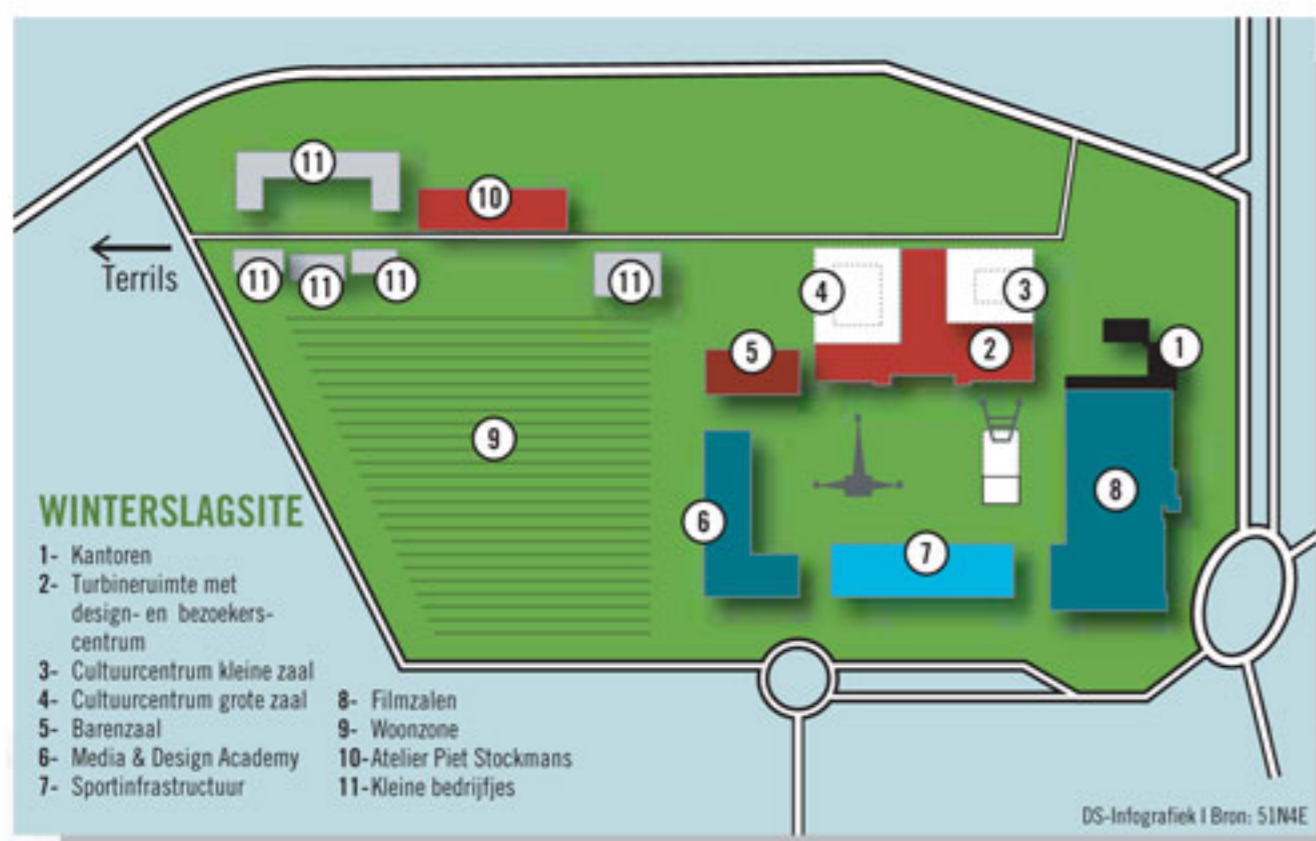 11
10
Terrils
11
11
11
11
4
3
2
1
5
9
8
6
7
WINTERSLAGSITE
1- Kantoren
2- Turbineruimte met
design- en bezoekers-
centrum
3- Cultuurcentrum kleine zaal
4- Cultuurcentrum grote zaal
5- Barenzaal
6- Media & Design Academy
7- Sportinfrastructuur
8- Filmzalen
9- Woonzone
10-Atelier Piet Stockmans
11-Kleine bedrijfjes
DS-Infografiek I Bron: 51N4E